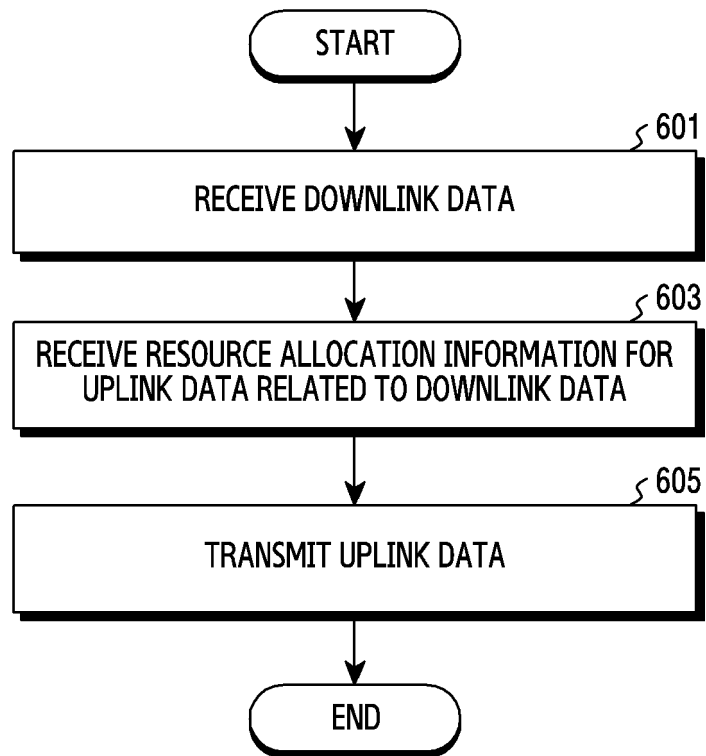 START
601
RECEIVE DOWNLINK DATA
603
RECEIVE RESOURCE ALLOCATION INFORMATION FOR
UPLINK DATA RELATED TO DOWNLINK DATA
605
TRANSMIT UPLINK DATA
END